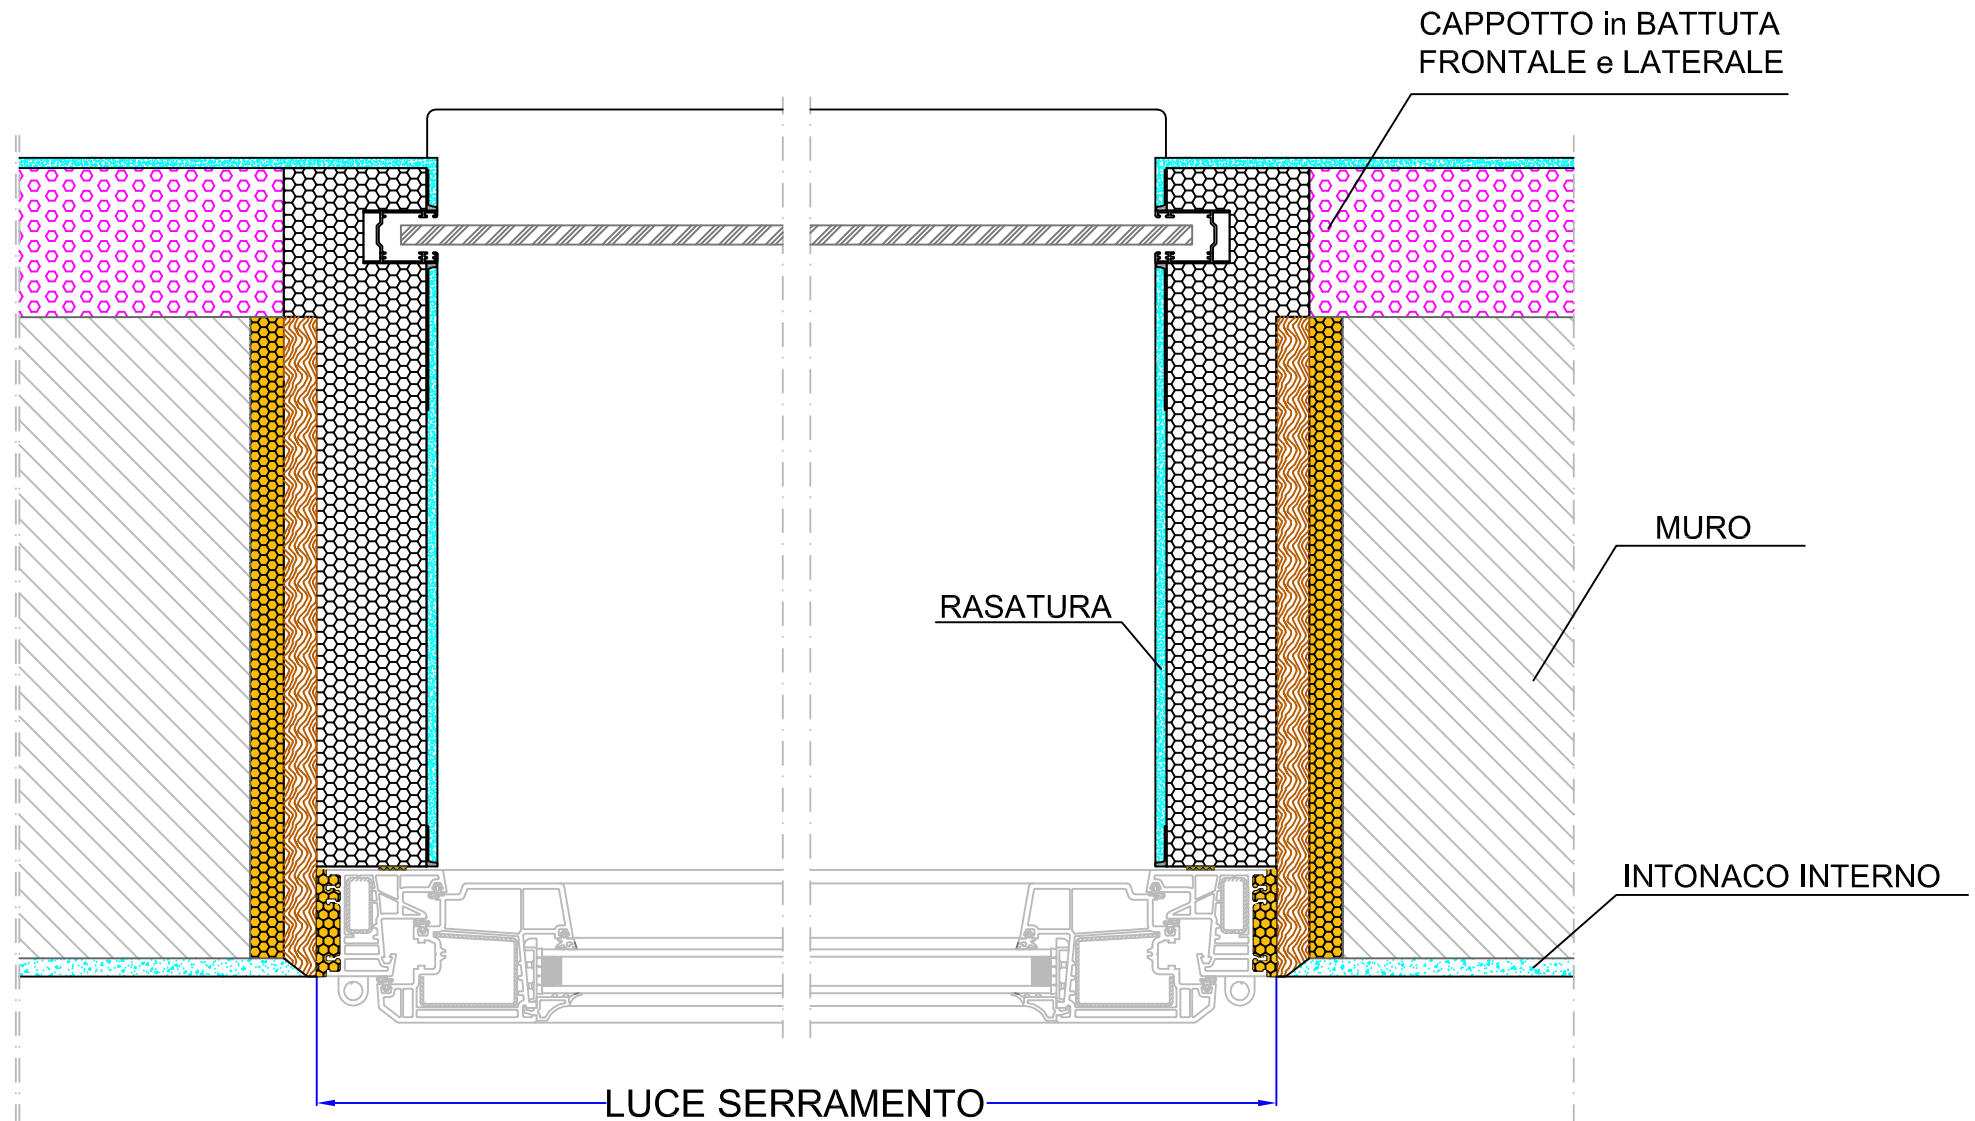 CAPPOTTO in BATTUTA
FRONTALE e LATERALE
MURO
RASATURA
INTONACO INTERNO
LUCE SERRAMENTO